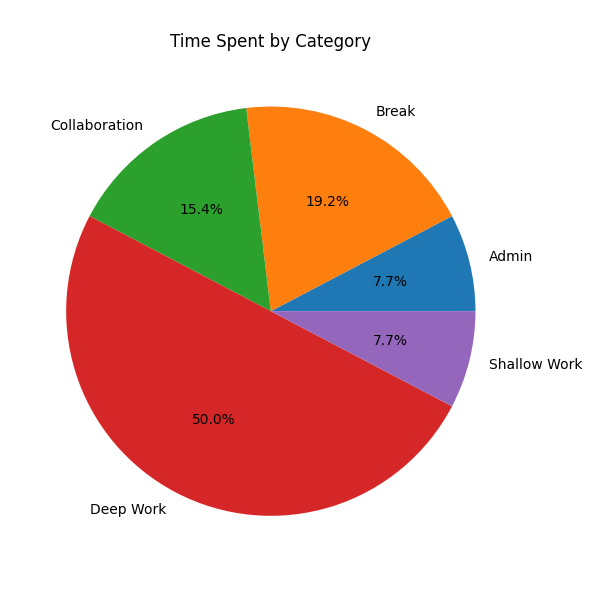 Time Spent by Category
Break
Collaboration
19.2%
15.4%
Admin
7.7%
7.7%
Shallow Work
50.0%
Deep Work